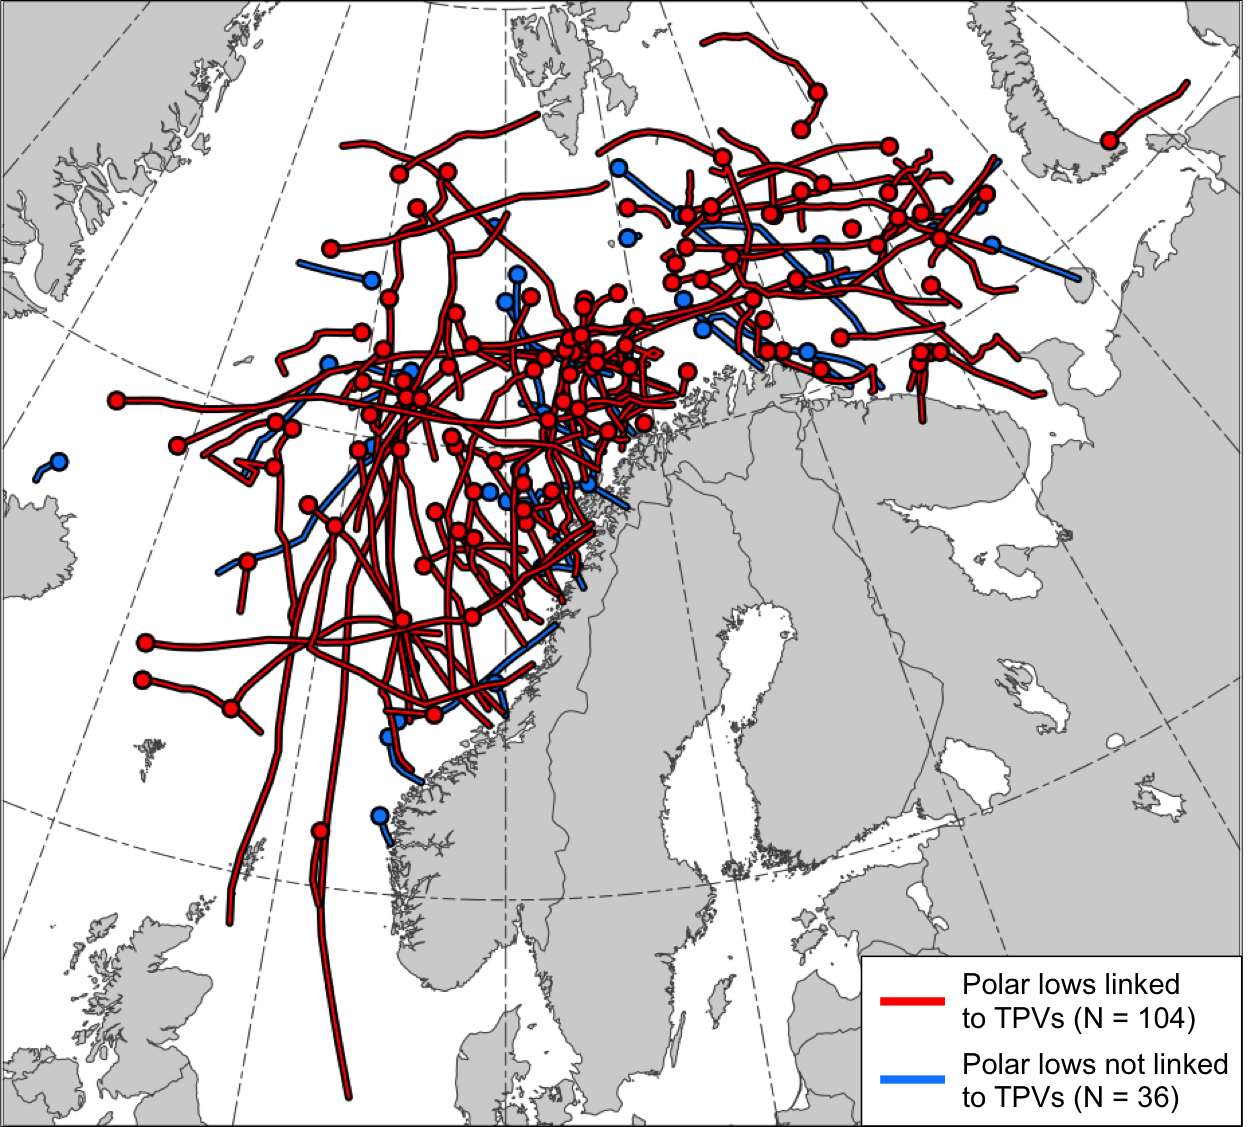 Polar lows linked
to TPVs (N = 104)
Polar lows not linked
to TPVs (N = 36)